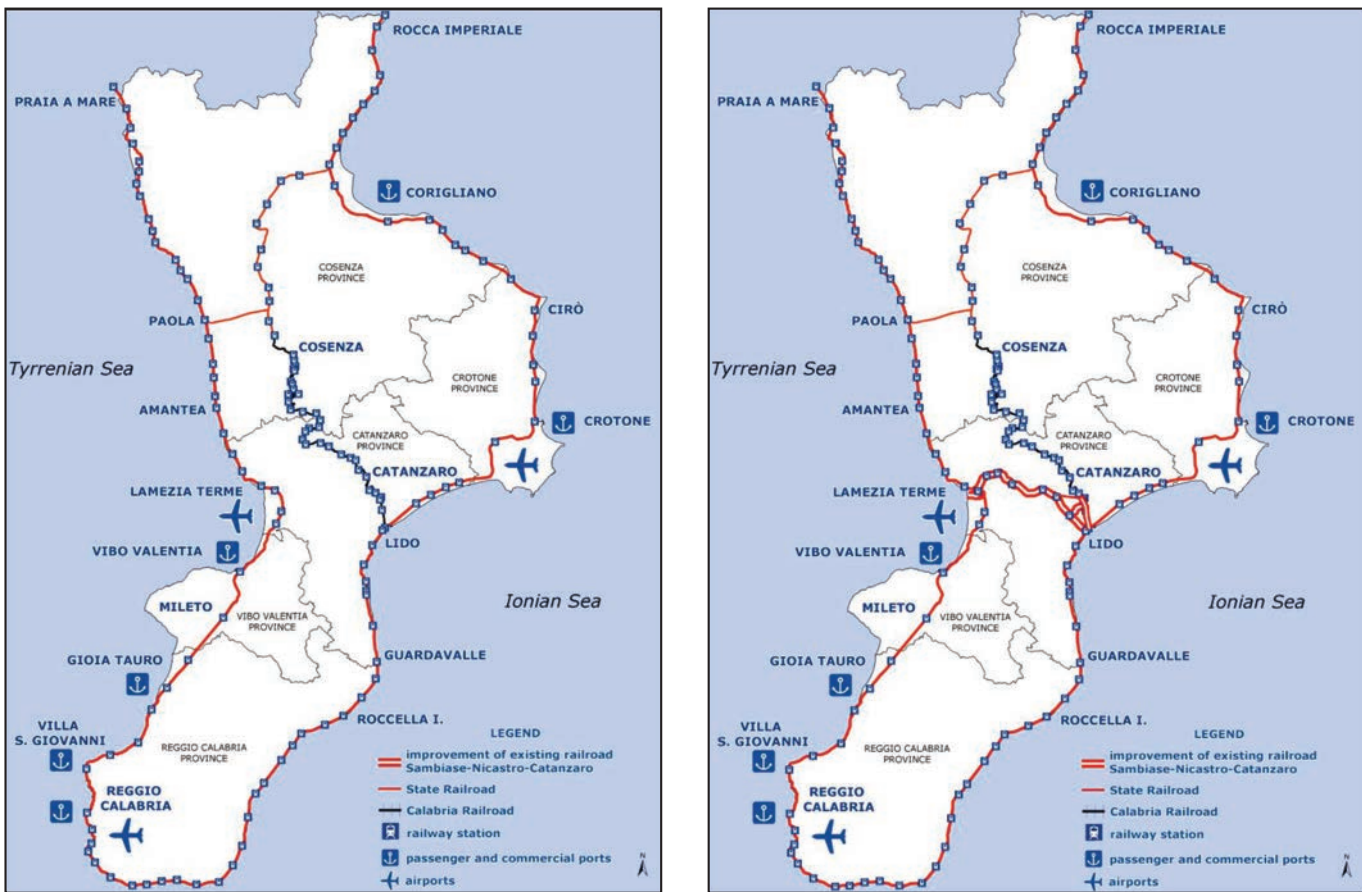 ROCCA IMPERIALE
PRAIA A MARE
CORIGLIANO
COSENZA
PROVINCE
CIRÒ
PAOLA
COSENZA
Tyrrenian Sea
CROTONE
PROVINCE
AMANTEA
CROTONE
CATANZARO
PROVINCE
CATANZARO
LAMEZIA TERME
LIDO
VIBO VALENTIA
Ionian Sea
MILETO
VIBO VALENTIA
PROVINCE
GUARDAVALLE
GIOIA TAURO
ROCCELLA I.
VILLA
S. GIOVANNI
REGGIO CALABRIA
PROVINCE
REGGIO
CALABRIA
LEGEND
improvement of existing railroad
Sambiase-Nicastro-Catanzaro
State Railroad
Calabria Railroad
railway station
passenger and commercial ports
airports
N
ROCCA IMPERIALE
PRAIA A MARE
CORIGLIANO
COSENZA
PROVINCE
CIRÒ
PAOLA
COSENZA
Tyrrenian Sea
CROTONE
PROVINCE
AMANTEA
CROTONE
CATANZARO
PROVINCE
CATANZARO
LAMEZIA TERME
LIDO
VIBO VALENTIA
Ionian Sea
MILETO
VIBO VALENTIA
PROVINCE
GUARDAVALLE
GIOIA TAURO
ROCCELLA I.
VILLA
S. GIOVANNI
REGGIO CALABRIA
PROVINCE
REGGIO
CALABRIA
LEGEND
improvement of existing railroad
Sambiase-Nicastro-Catanzaro
State Railroad
Calabria Railroad
railway station
passenger and commercial ports
airports
N